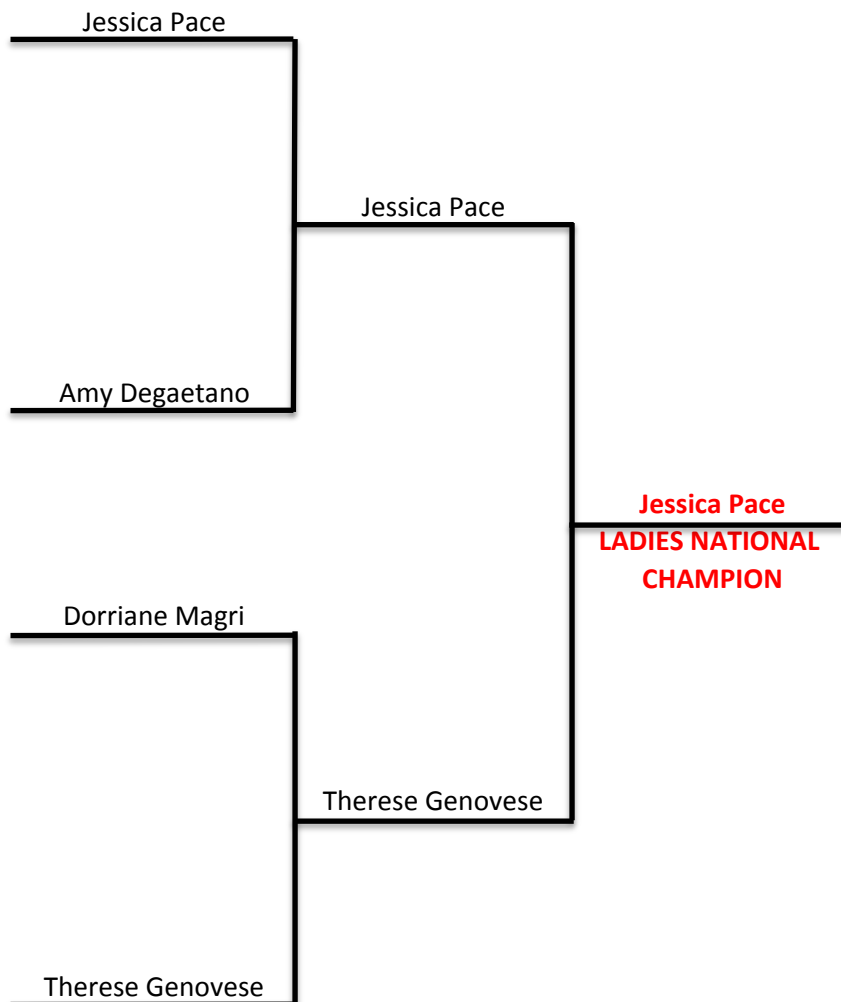 Jessica Pace
Jessica Pace
Amy Degaetano
Jessica Pace
LADIES NATIONAL
CHAMPION
Dorriane Magri
Therese Genovese
Therese Genovese